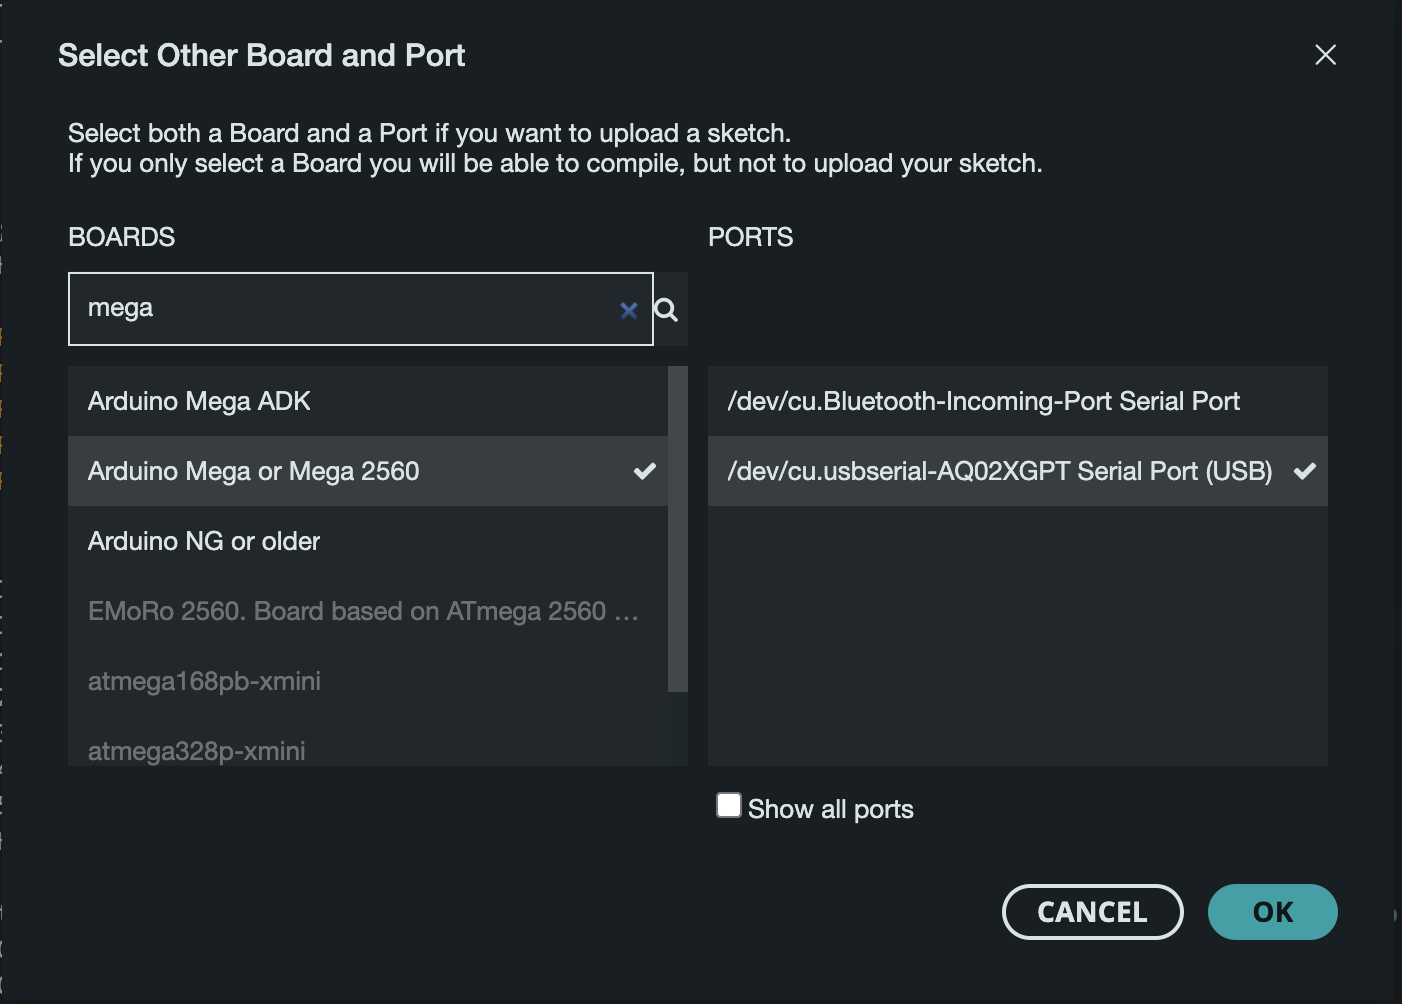 Select Other Board and Port
Select both a Board and a Port if you want to upload a sketch.
If you only select a Board you will be able to compile, but not to upload your sketch.
BOARDS
PORTS
mega
Arduino Mega ADK
Arduino Mega or Mega 2560
Arduino NG or older
EMoRo 2560. Board based on ATmega 2560 ...
atmega168pb-xmini
atmega328p-xmini
/dev/cu.Bluetooth-Incoming-Port Serial Port
/dev/cu.usbserial-AQ02XGPT Serial Port (USB)
Show all ports
CANCEL
OK